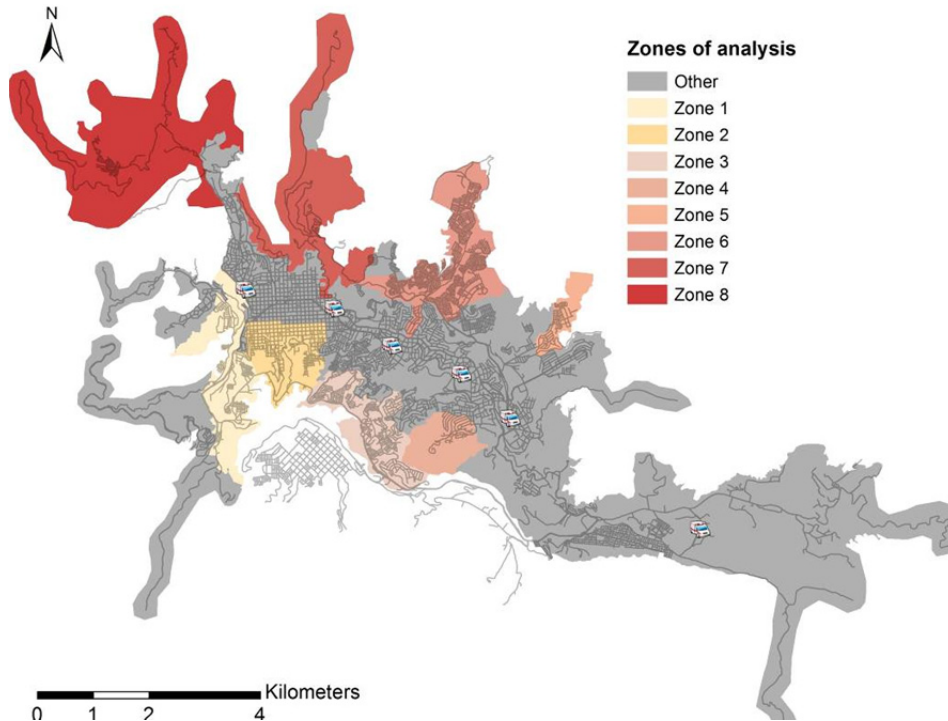 N
Zones of analysis
Other
Zone 1
Zone 2
Zone 3
Zone 4
Zone 5
Zone 6
Zone 7
Zone 8
Kilometers
0 1 2 4